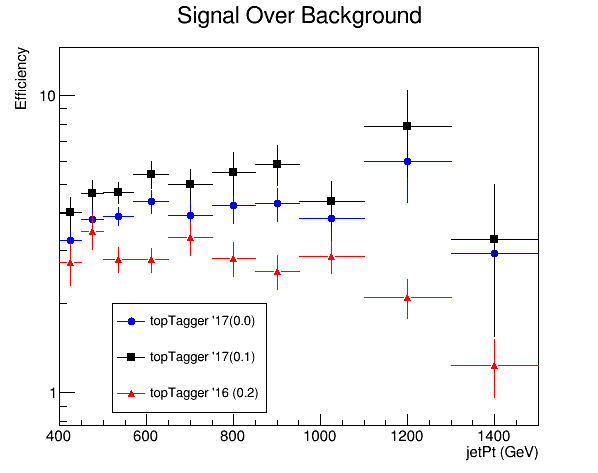 Signal Over Background
Efficiency
10
1
topTagger '17(0.0)
topTagger '17(0.1)
topTagger '16 (0.2)
400 600 800 1000 1200 1400
jetPt (GeV)